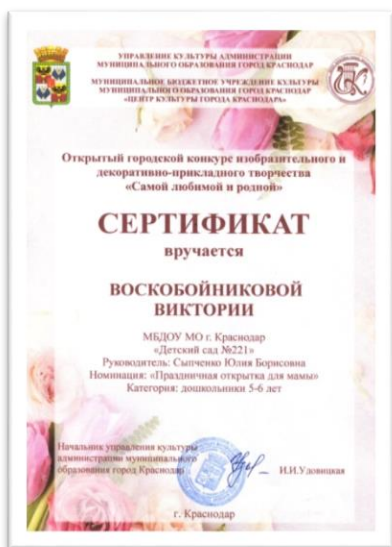 УПРАВЛЕНИЕ КУЛЬТУРЫ АДМИНИСТРАЦИИ
МУНИЦИПАЛЬНОГО ОБРАЗОВАНИЯ ГОРОД КРАСНОДАР
МУНИЦИПАЛЬНОЕ БЮДЖЕТНОЕ УЧРЕЖДЕНИЕ КУЛЬТУРЫ
МУНИЦИПАЛЬНОГО ОБРАЗОВАНИЯ ГОРОД КРАСНОДАР
«ЦЕНТР КУЛЬТУРЫ ГОРОДА КРАСНОДАРА»
Открытый городской конкурс изобразительного и
декоративно-прикладного творчества
«Самой любимой и родной»
СЕРТИФИКАТ
вручается
ВОСКОБОЙНИКОВОЙ
ВИКТОРИИ
МБДОУ МО г. Краснодар
«Детский сад №221»
Руководитель: Сыпченко Юлия Борисовна
Номинация: «Праздничная открытка для мамы»
Категория: дошкольники 5-6 лет
Начальник управления культуры
администрации муниципального
образования город Краснодар И.И.Удовицкая
г. Краснодар